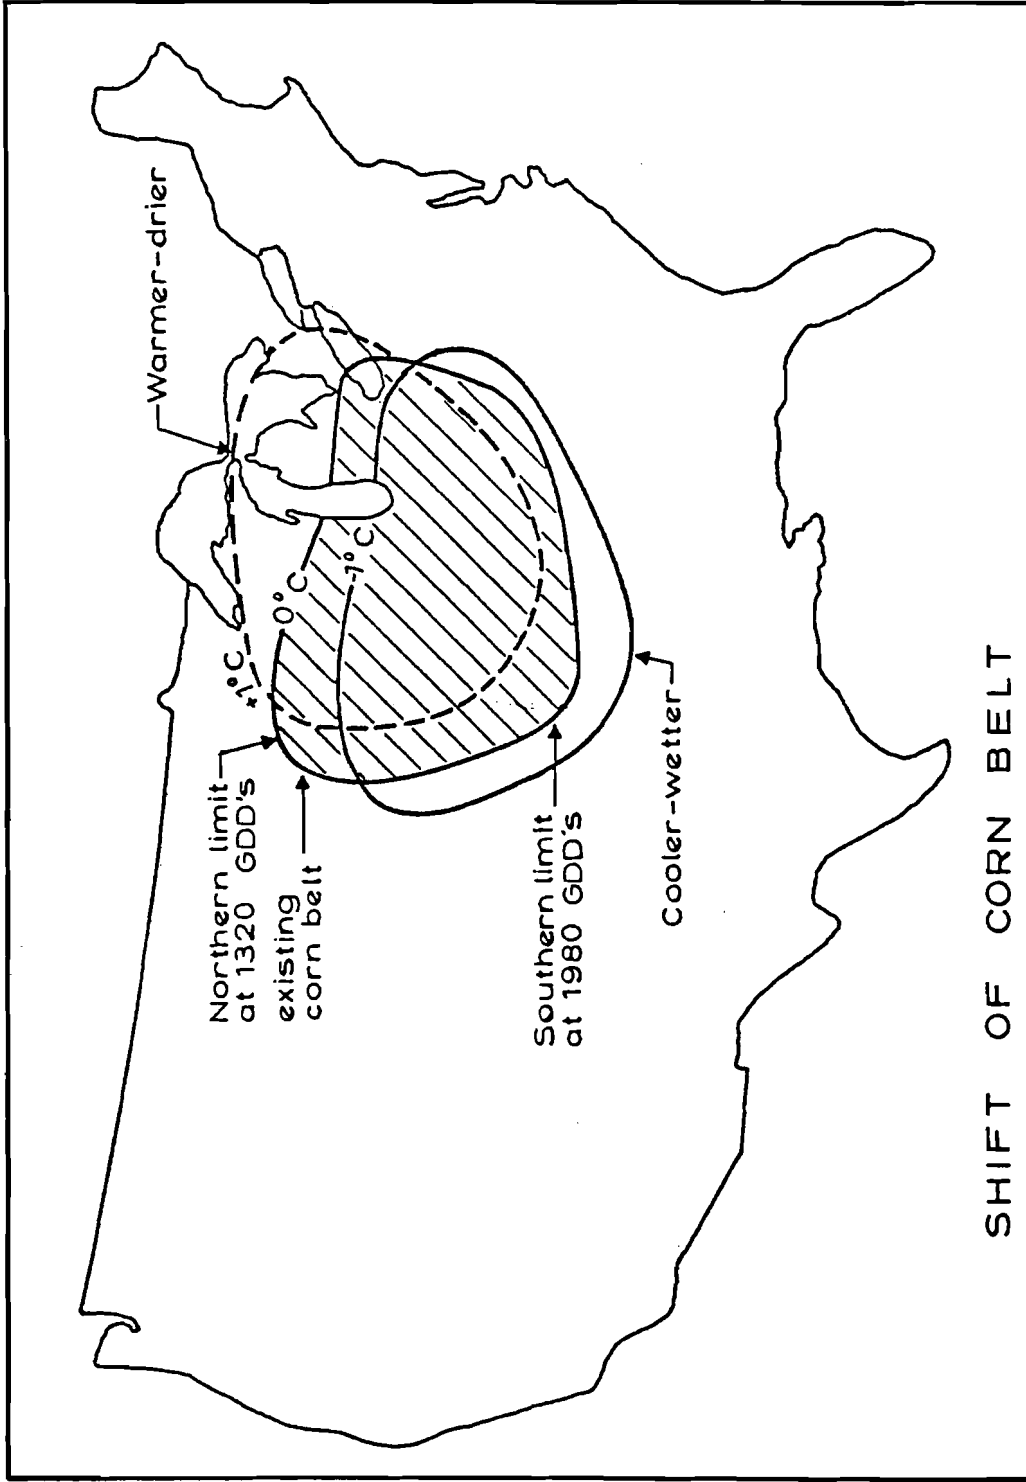 Warmer-drier
+1°C
0°C
-1°C
Northern limit
at 1320 GDD's
existing
corn belt
Southern limit
at 1980 GDD's
Cooler-wetter
SHIFT OF CORN BELT